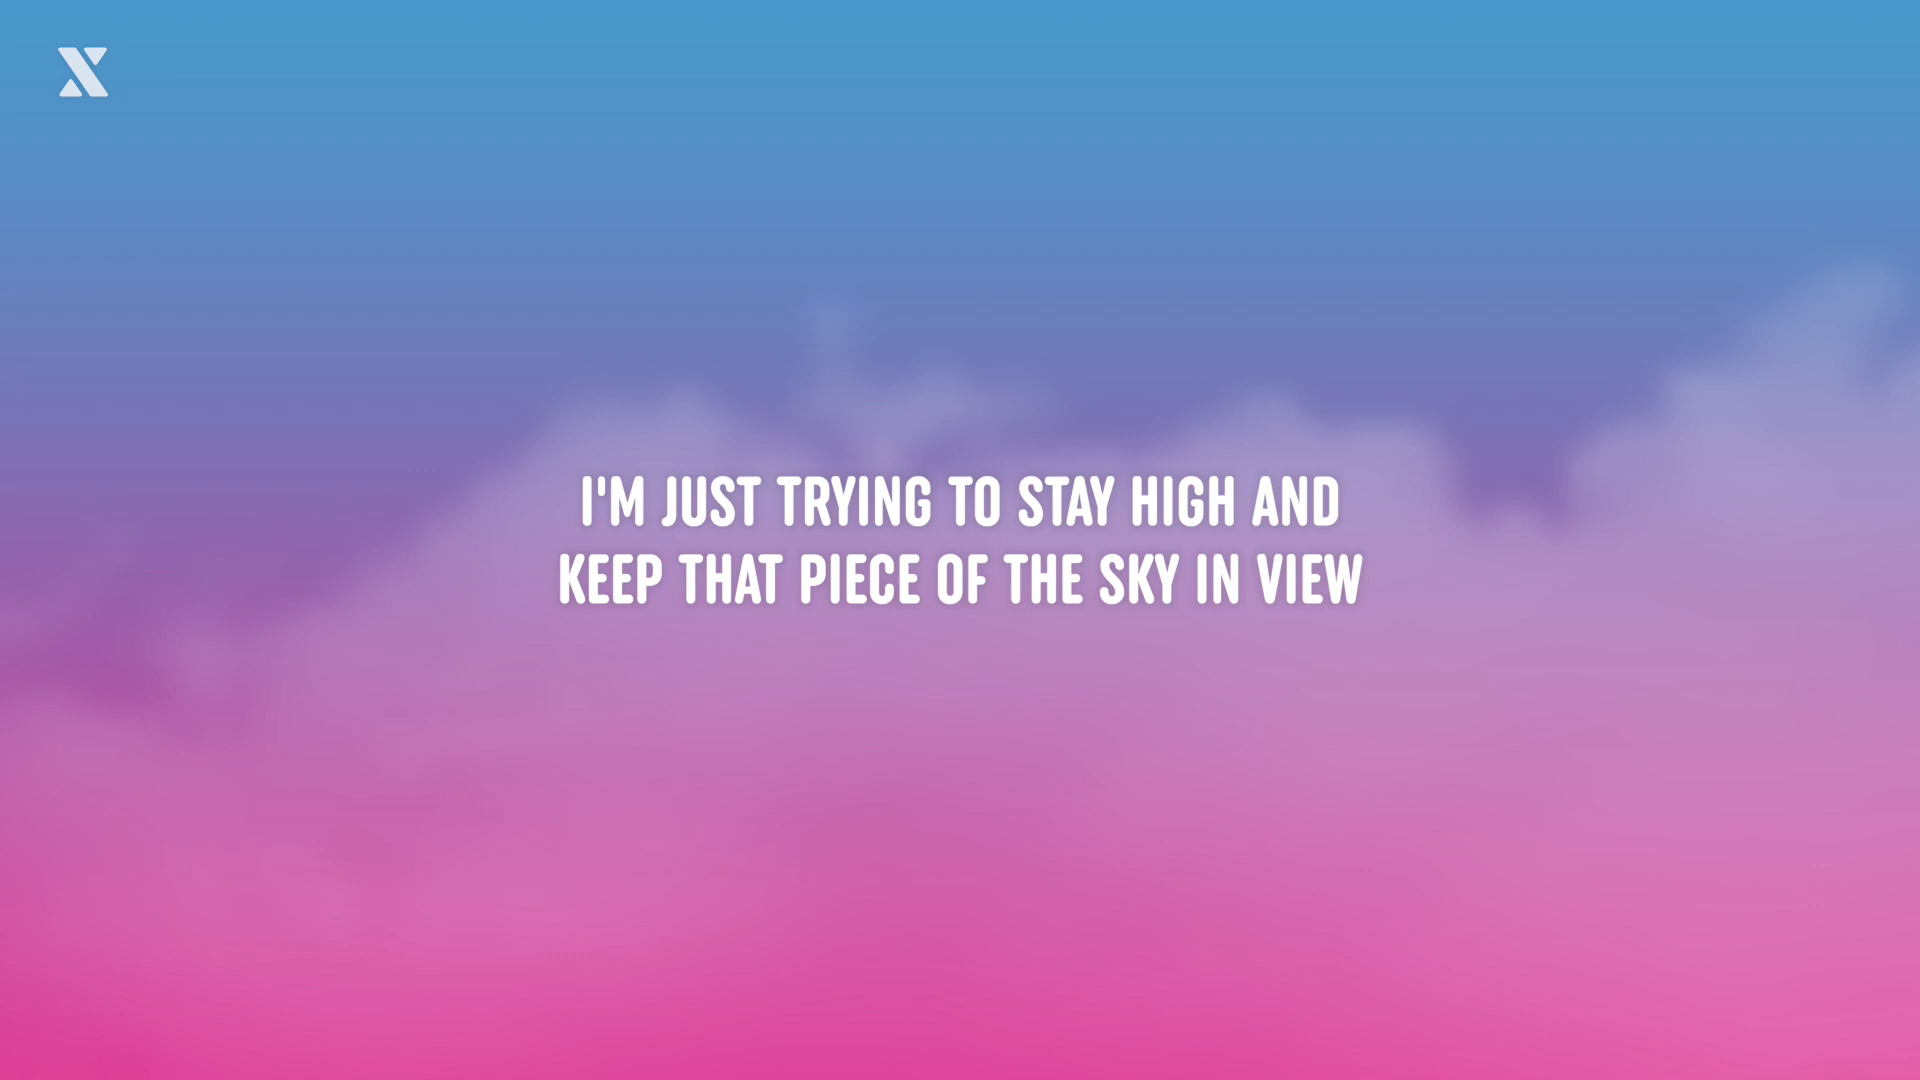 I'M JUST TRYING TO STAY HIGH AND
KEEP THAT PIECE OF THE SKY IN VIEW